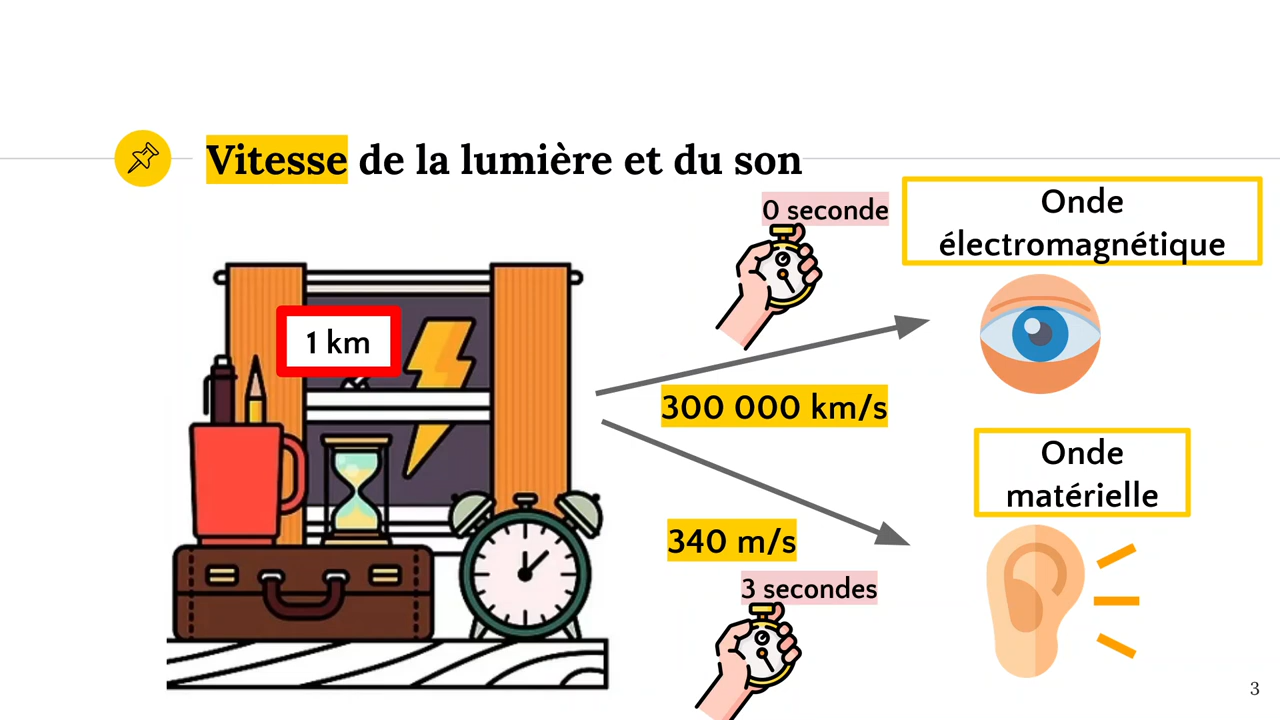 Vitesse de la lumière et du son
0 seconde
Onde
électromagnétique
1 km
300 000 km/s
Onde
matérielle
340 m/s
3 secondes
3